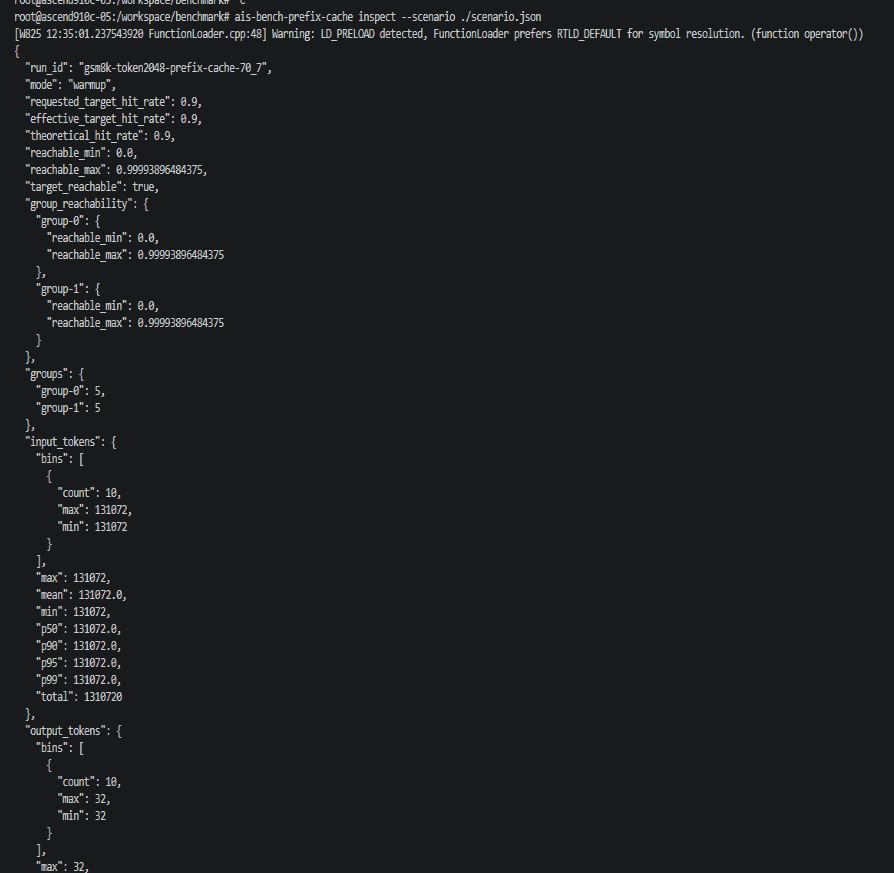 root@ascend910c-05:/workspace/benchmark# ^C
root@ascend910c-05:/workspace/benchmark# ais-bench-prefix-cache inspect --scenario ./scenario.json
[W825 12:35:01.237543920 FunctionLoader.cpp:48] Warning: LD_PRELOAD detected, FunctionLoader prefers RTLD_DEFAULT for symbol resolution. (function operator())
{
  "run_id": "gsm8k-token2048-prefix-cache-70_7",
  "mode": "warmup",
  "requested_target_hit_rate": 0.9,
  "effective_target_hit_rate": 0.9,
  "theoretical_hit_rate": 0.9,
  "reachable_min": 0.0,
  "reachable_max": 0.99993896484375,
  "target_reachable": true,
  "group_reachability": {
    "group-0": {
      "reachable_min": 0.0,
      "reachable_max": 0.99993896484375
    },
    "group-1": {
      "reachable_min": 0.0,
      "reachable_max": 0.99993896484375
    }
  },
  "groups": {
    "group-0": 5,
    "group-1": 5
  },
  "input_tokens": {
    "bins": [
      {
        "count": 10,
        "max": 131072,
        "min": 131072
      }
    ],
    "max": 131072,
    "mean": 131072.0,
    "min": 131072,
    "p50": 131072.0,
    "p90": 131072.0,
    "p95": 131072.0,
    "p99": 131072.0,
    "total": 1310720
  },
  "output_tokens": {
    "bins": [
      {
        "count": 10,
        "max": 32,
        "min": 32
      }
    ],
    "max": 32,